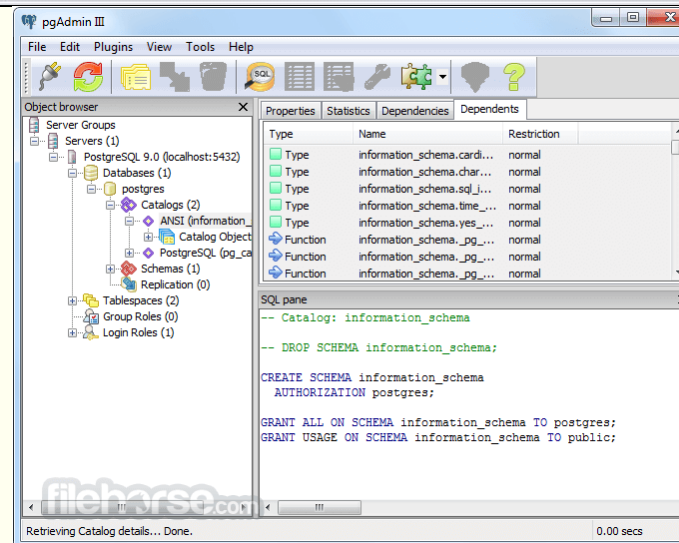 pgAdmin III
File Edit Plugins View Tools Help
SQL
Object browser
Server Groups
Servers (1)
PostgreSQL 9.0 (localhost:5432)
Databases (1)
postgres
Catalogs (2)
ANSI (information_
Catalog Object
PostgreSQL (pg_ca
Schemas (1)
Replication (0)
Tablespaces (2)
Group Roles (0)
Login Roles (1)
Properties Statistics Dependencies Dependents
Type Name Restriction
Type information_schema.cardi... normal
Type information_schema.char... normal
Type information_schema.sql_i... normal
Type information_schema.time_... normal
Type information_schema.yes_... normal
Function information_schema._pg_... normal
Function information_schema._pg_... normal
Function information_schema._pg_... normal
SQL pane
-- Catalog: information_schema
-- DROP SCHEMA information_schema;
CREATE SCHEMA information_schema
AUTHORIZATION postgres;
GRANT ALL ON SCHEMA information_schema TO postgres;
GRANT USAGE ON SCHEMA information_schema TO public;
filehorse.com
Retrieving Catalog details... Done.
0.00 secs